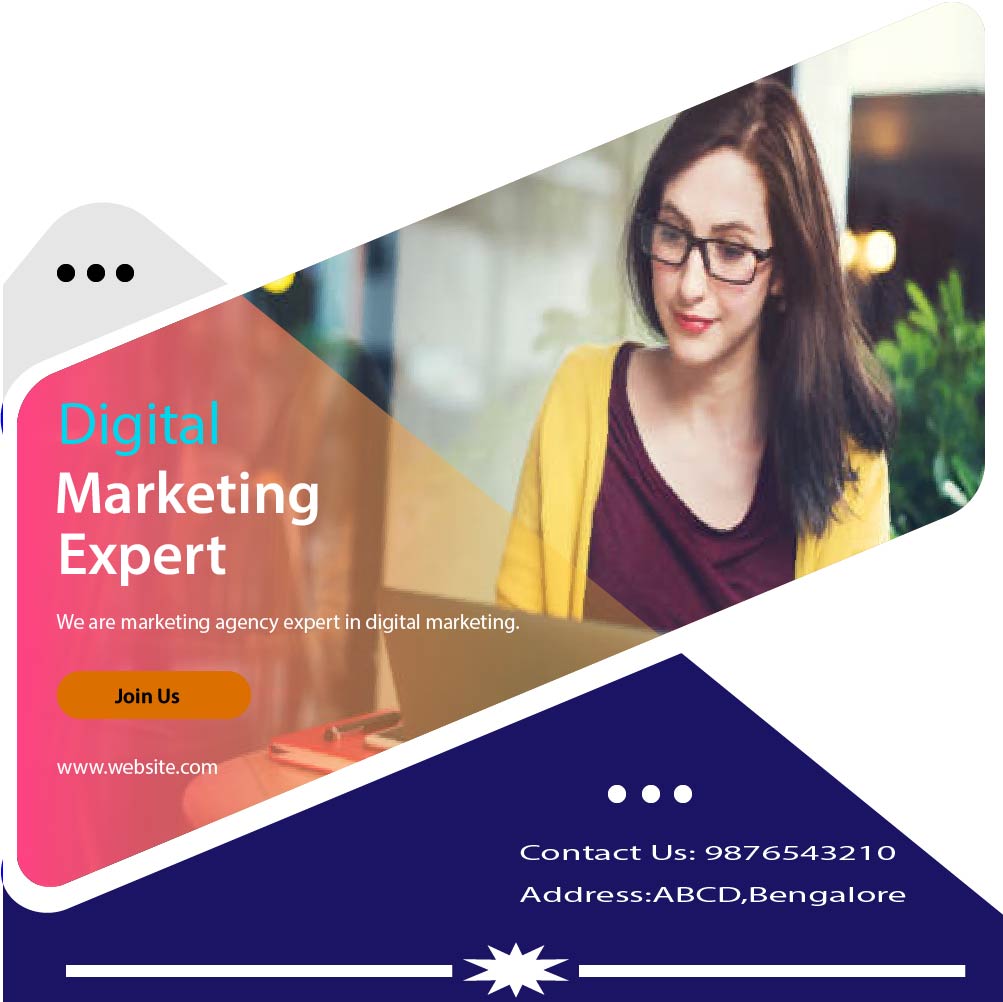 Digital
Marketing
Expert
We are marketing agency expert in digital marketing.
Join Us
www.website.com
Contact Us: 9876543210
Address:ABCD,Bengalore